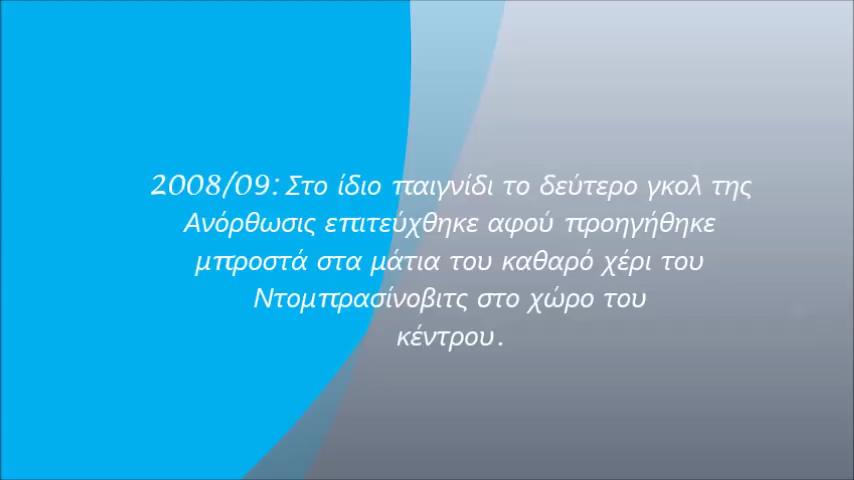 2008/09: Στο ίδιο παιγνίδι το δεύτερο γκολ της
Ανόρθωσις επιτεύχθηκε αφού προηγήθηκε
μπροστά στα μάτια του καθαρό χέρι του
Ντομπρασίνοβιτς στο χώρο του
κέντρου.